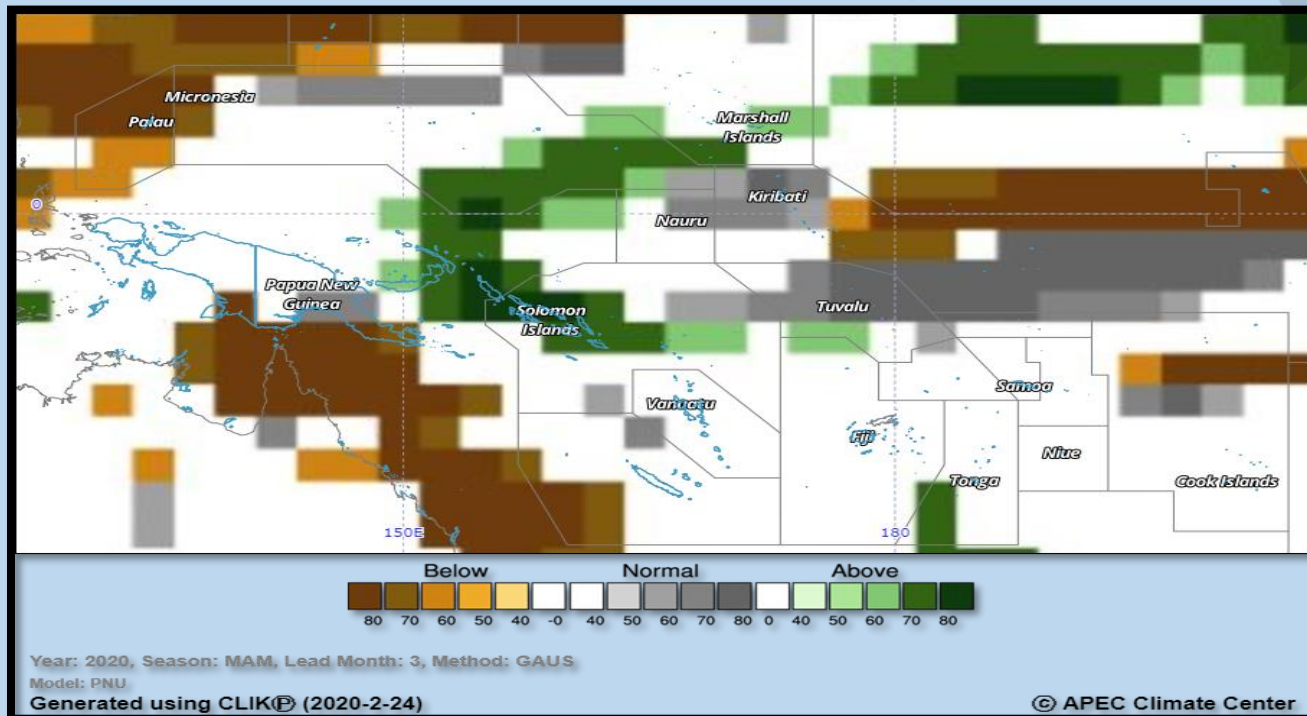 Micronesia
Palau
Marshall
Islands
0
Kiribati
Nauru
Papua New
Guinea
Solomon
Islands
Tuvalu
Samoa
Vanuatu
Fiji
Niue
Tonga
Cook Islands
150E
180
Below Normal Above
80 70 60 50 40 -0 40 50 60 70 80 0 40 50 60 70 80
Year: 2020, Season: MAM, Lead Month: 3, Method: GAUS
Model: PNU
Generated using CLIKⓅ (2020-2-24)
© APEC Climate Center